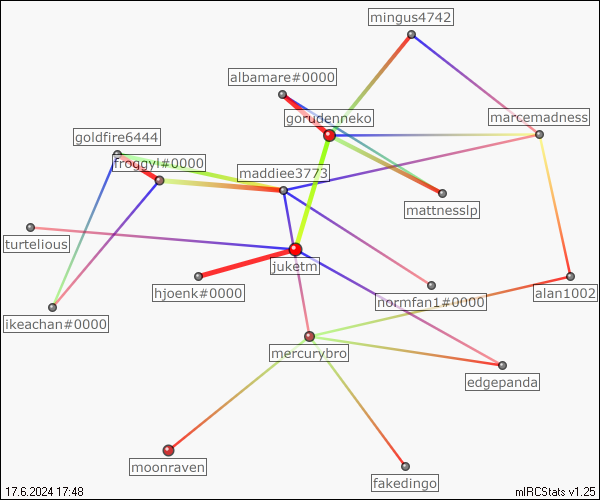 mingus4742
albamare#0000
gorudenneko
marcemadness
goldfire6444
froggyt#0000
maddiee3773
mattnesslp
turtelious
juketm
hjoenk#0000
normfan1#0000
alan1002
ikeachan#0000
mercurybro
edgepanda
moonraven
fakedingo
17.6.2024 17:48
mIRCStats v1.25